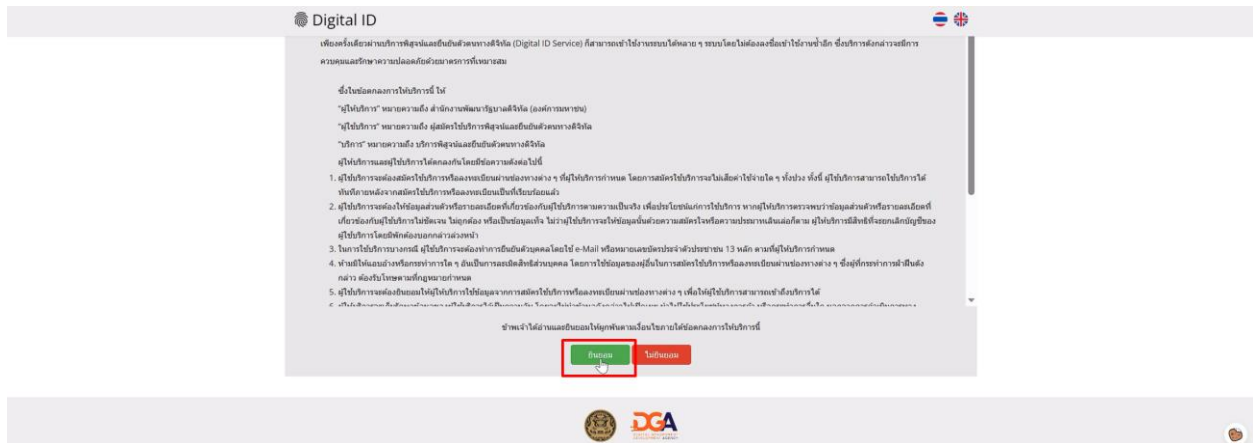 Digital ID
เพียงครั้งเดียวผ่านบริการพิสูจน์และยืนยันตัวตนทางดิจิทัล (Digital ID Service) ก็สามารถเข้าใช้งานระบบได้หลาย ๆ ระบบโดยไม่ต้องลงชื่อเข้าใช้งานซ้ำอีก ซึ่งบริการดังกล่าวจะมีการ
ควบคุมและรักษาความปลอดภัยด้วยมาตรการที่เหมาะสม
ซึ่งในข้อตกลงการให้บริการนี้ ให้
"ผู้ให้บริการ" หมายความถึง สำนักงานพัฒนารัฐบาลดิจิทัล (องค์การมหาชน)
"ผู้ใช้บริการ" หมายความถึง ผู้สมัครใช้บริการพิสูจน์และยืนยันตัวตนทางดิจิทัล
"บริการ" หมายความถึง บริการพิสูจน์และยืนยันตัวตนทางดิจิทัล
ผู้ให้บริการและผู้ใช้บริการได้ตกลงกันโดยมีข้อความดังต่อไปนี้
1. ผู้ใช้บริการจะต้องสมัครใช้บริการหรือลงทะเบียนผ่านช่องทางต่าง ๆ ที่ผู้ให้บริการกำหนด โดยการสมัครใช้บริการจะไม่เสียค่าใช้จ่ายใด ๆ ทั้งปวง ทั้งนี้ ผู้ใช้บริการสามารถใช้บริการได้
ทันทีภายหลังจากสมัครใช้บริการหรือลงทะเบียนเป็นที่เรียบร้อยแล้ว
2. ผู้ใช้บริการจะต้องให้ข้อมูลส่วนตัวหรือรายละเอียดที่เกี่ยวข้องกับผู้ใช้บริการตามความเป็นจริง เพื่อประโยชน์แก่การใช้บริการ หากผู้ให้บริการตรวจพบว่าข้อมูลส่วนตัวหรือรายละเอียดที่
เกี่ยวข้องกับผู้ใช้บริการไม่ชัดเจน ไม่ถูกต้อง หรือเป็นข้อมูลเท็จ ไม่ว่าผู้ใช้บริการจะให้ข้อมูลนั้นด้วยความสมัครใจหรือความประมาทเลินเล่อก็ตาม ผู้ให้บริการมีสิทธิที่จะยกเลิกบัญชีของ
ผู้ใช้บริการโดยมิพักต้องบอกกล่าวล่วงหน้า
3. ในการใช้บริการบางกรณี ผู้ใช้บริการจะต้องทำการยืนยันตัวบุคคลโดยใช้ e-Mail หรือหมายเลขบัตรประจำตัวประชาชน 13 หลัก ตามที่ผู้ให้บริการกำหนด
4. ห้ามมิให้แอบอ้างหรือกระทำการใด ๆ อันเป็นการละเมิดสิทธิส่วนบุคคล โดยการใช้ข้อมูลของผู้อื่นในการสมัครใช้บริการหรือลงทะเบียนผ่านช่องทางต่าง ๆ ซึ่งผู้ที่กระทำการฝ่าฝืนดัง
กล่าว ต้องรับโทษตามที่กฎหมายกำหนด
5. ผู้ใช้บริการจะต้องยินยอมให้ผู้ให้บริการใช้ข้อมูลจากการสมัครใช้บริการหรือลงทะเบียนผ่านช่องทางต่าง ๆ เพื่อให้ผู้ใช้บริการสามารถเข้าถึงบริการได้
ข้าพเจ้าได้อ่านและยินยอมให้ผูกพันตามเงื่อนไขภายใต้ข้อตกลงการให้บริการนี้
ยินยอม
ไม่ยินยอม
DGA